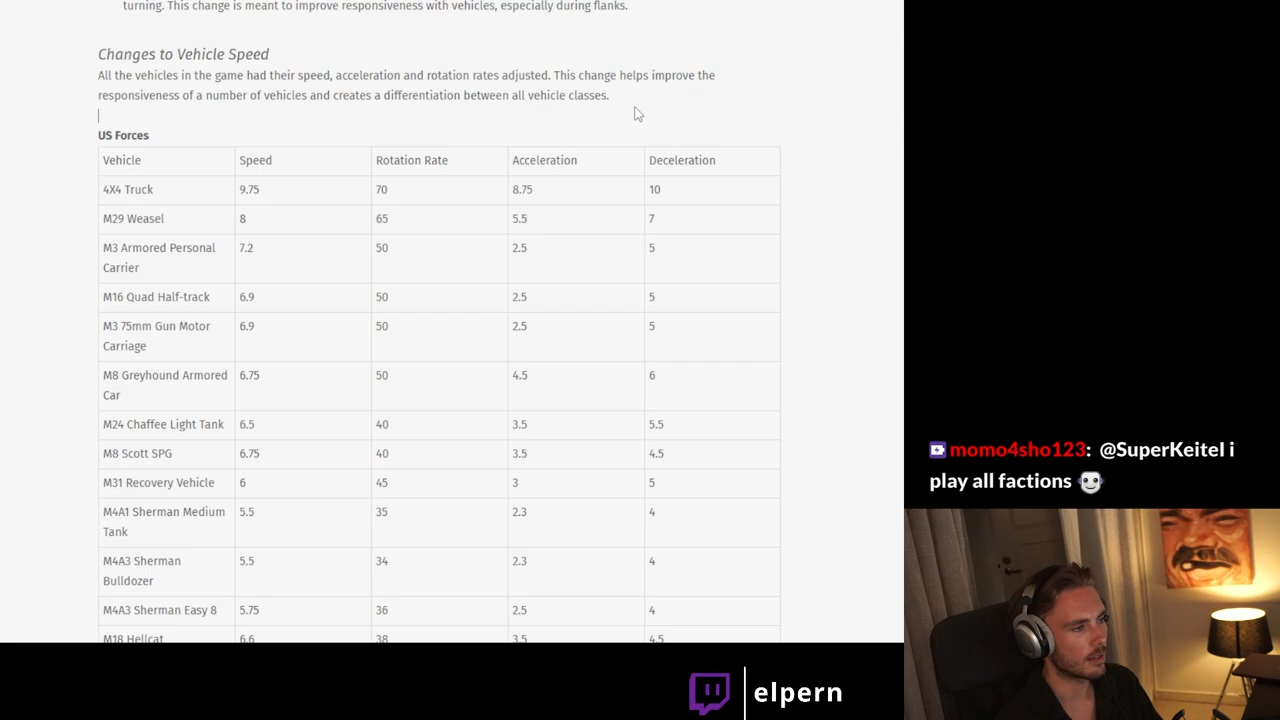 turning. This change is meant to improve responsiveness with vehicles, especially during flanks.
Changes to Vehicle Speed
All the vehicles in the game had their speed, acceleration and rotation rates adjusted. This change helps improve the
responsiveness of a number of vehicles and creates a differentiation between all vehicle classes.
US Forces
Vehicle Speed Rotation Rate Acceleration Deceleration
4X4 Truck 9.75 70 8.75 10
M29 Weasel 8 65 5.5 7
M3 Armored Personal 7.2 50 2.5 5
Carrier
M16 Quad Half-track 6.9 50 2.5 5
M3 75mm Gun Motor 6.9 50 2.5 5
Carriage
M8 Greyhound Armored 6.75 50 4.5 6
Car
M24 Chaffee Light Tank 6.5 40 3.5 5.5
M8 Scott SPG 6.75 40 3.5 4.5
M31 Recovery Vehicle 6 45 3 5
M4A1 Sherman Medium 5.5 35 2.3 4
Tank
M4A3 Sherman 5.5 34 2.3 4
Bulldozer
M4A3 Sherman Easy 8 5.75 36 2.5 4
M18 Hellcat 6.6 38 3.5 4.5
momo4sho123: @SuperKeitel i
play all factions
elpern